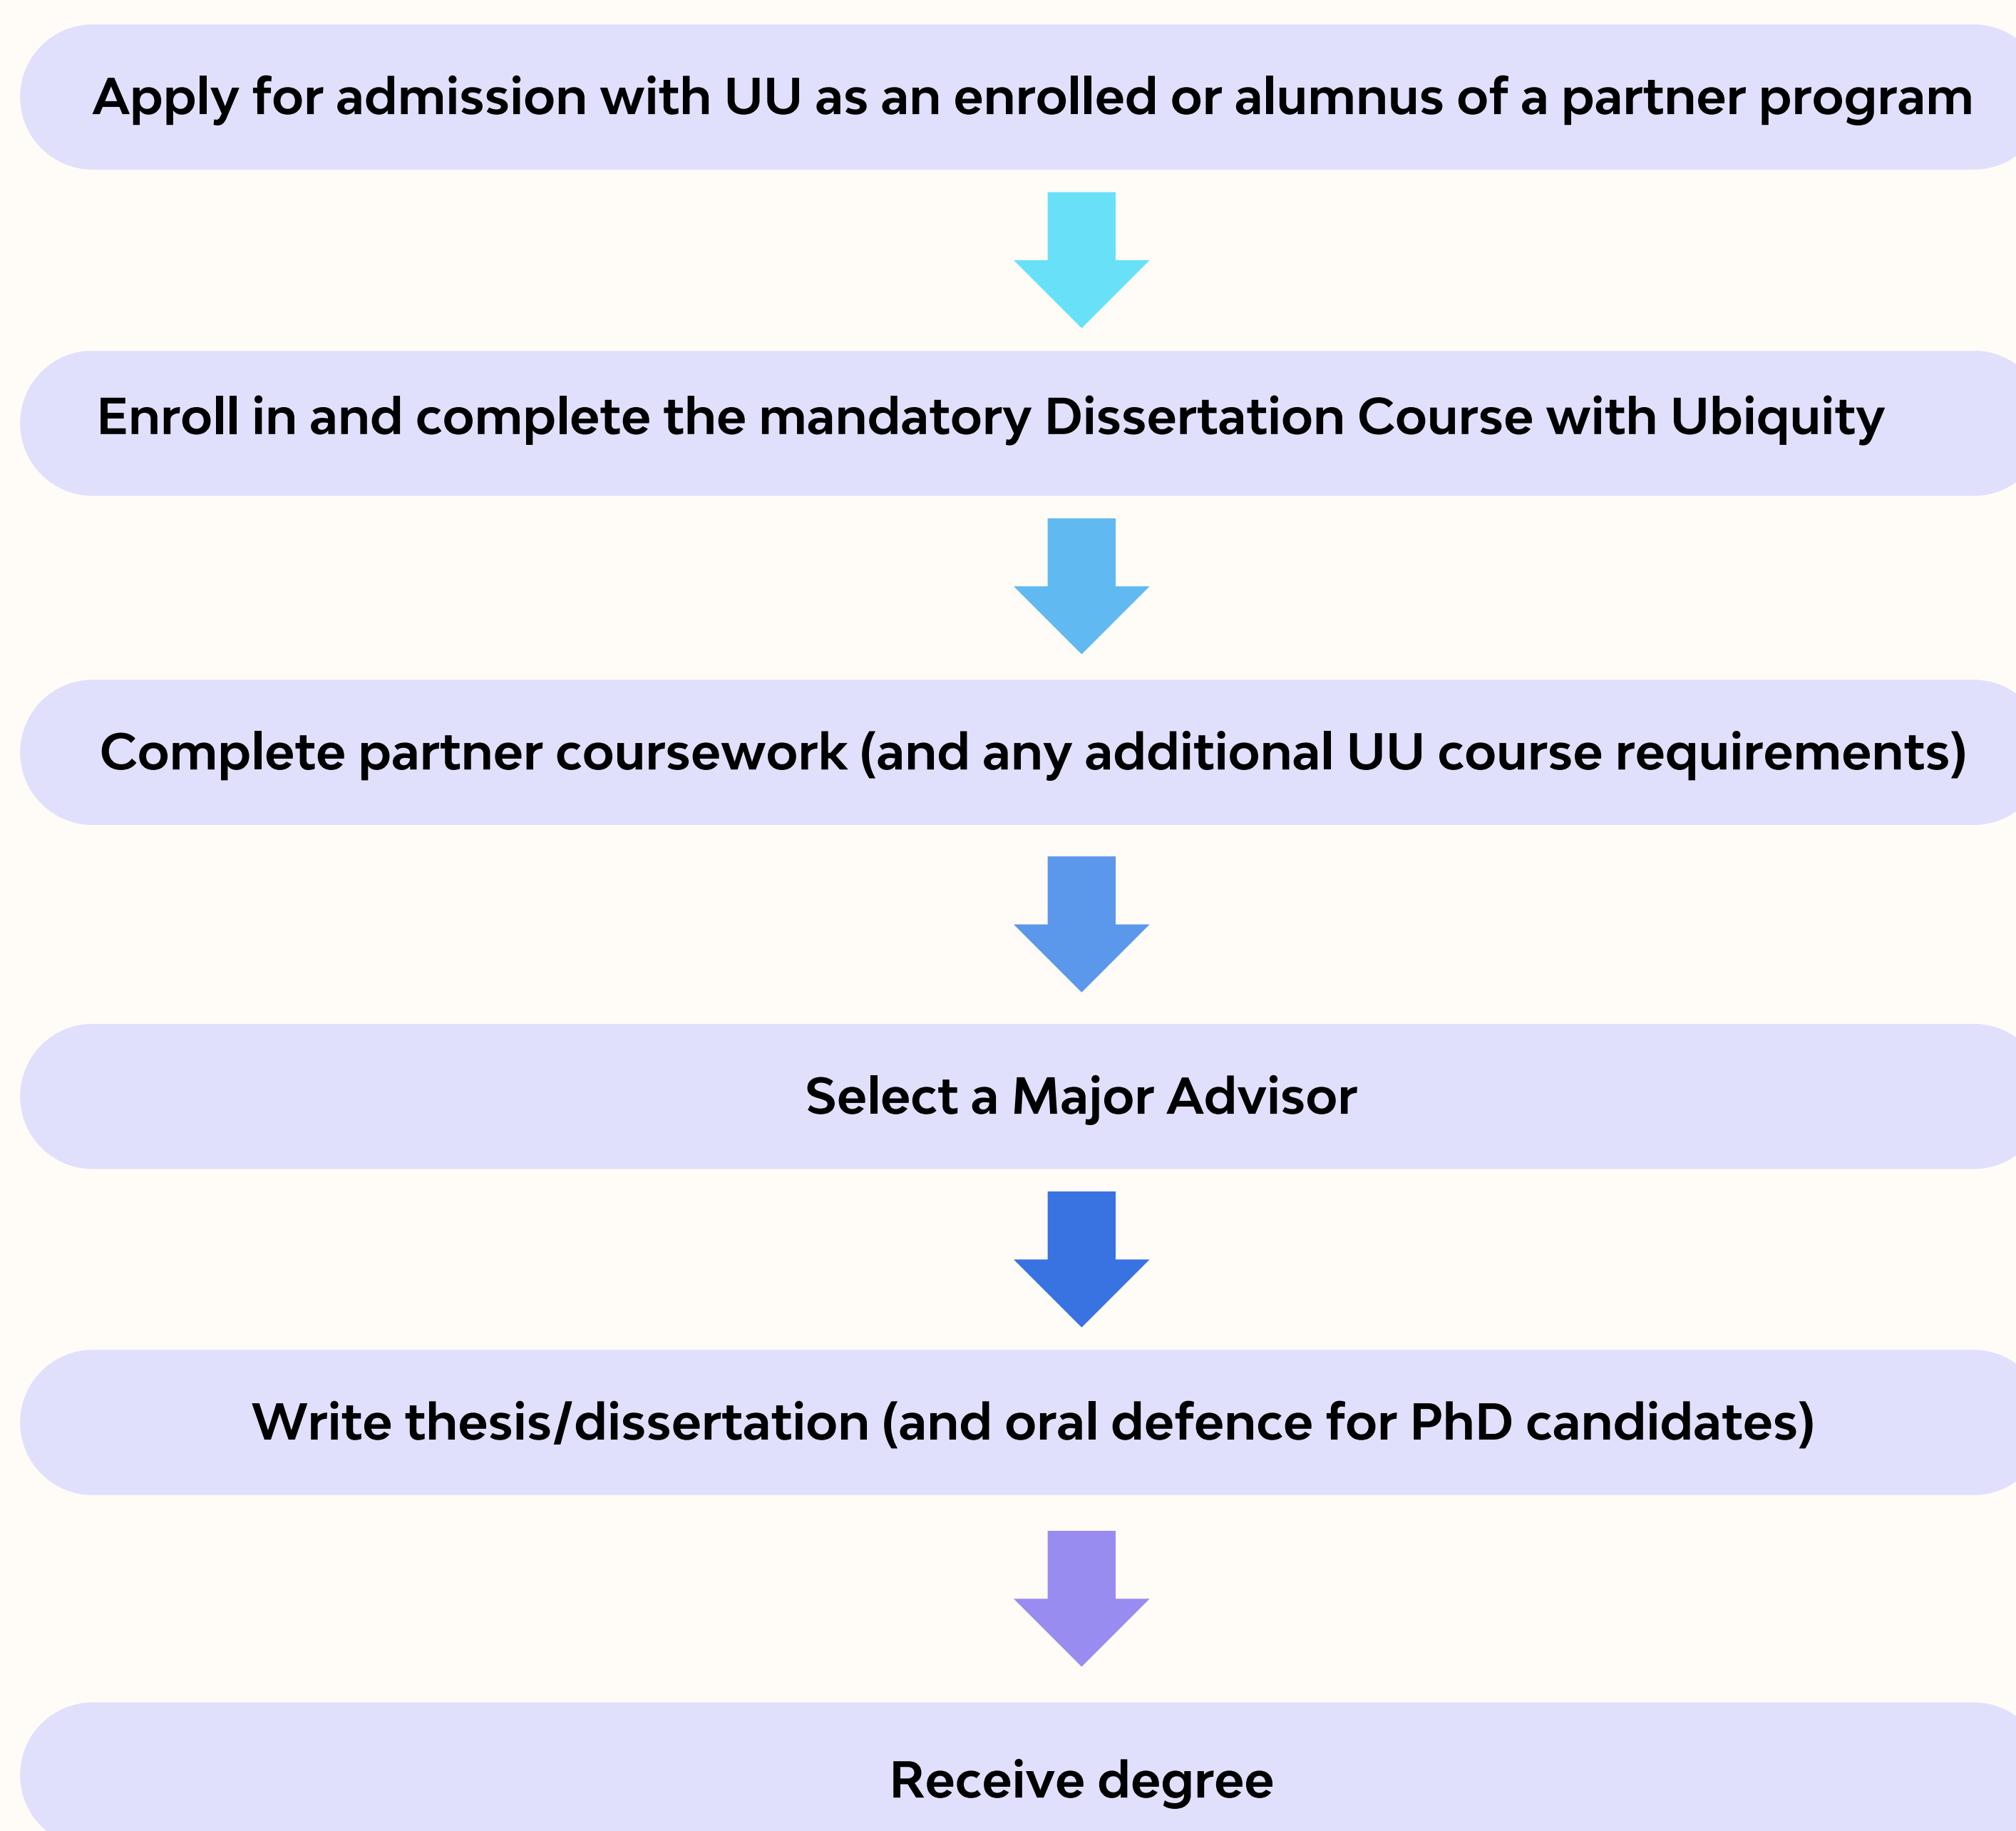 Apply for admission with UU as an enrolled or alumnus of a partner program
Enroll in and complete the mandatory Dissertation Course with Ubiquity
Complete partner coursework (and any additional UU course requirements)
Select a Major Advisor
Write thesis/dissertation (and oral defence for PhD candidates)
Receive degree